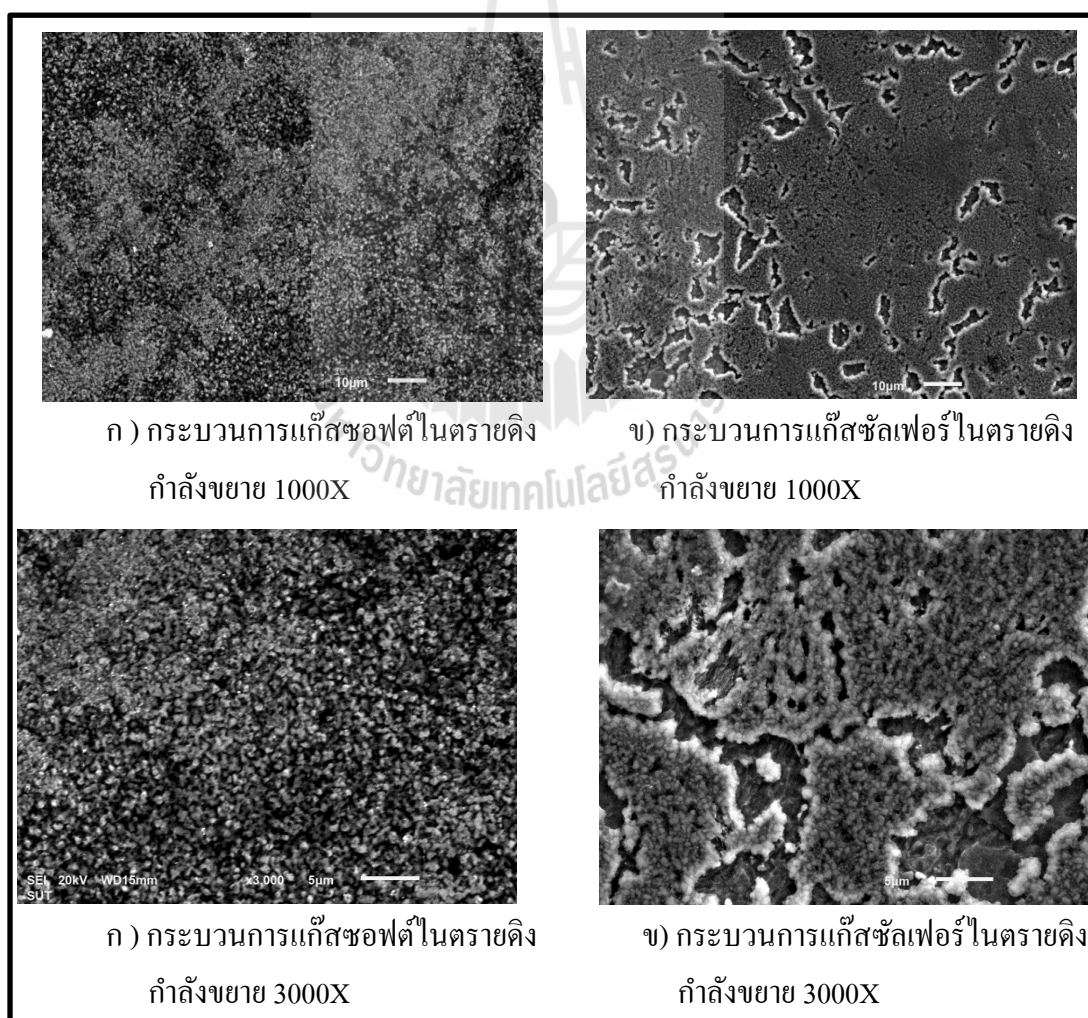 10µm
10µm
ก ) กระบวนการแก๊สซอฟต์ไนตรายดิง
กำลังขยาย 1000X
ข) กระบวนการแก๊สซัลเฟอร์ไนตรายดิง
กำลังขยาย 1000X
SEI 20kV WD15mm x3,000 5µm
SUT
5µm
ก ) กระบวนการแก๊สซอฟต์ไนตรายดิง
กำลังขยาย 3000X
ข) กระบวนการแก๊สซัลเฟอร์ไนตรายดิง
กำลังขยาย 3000X